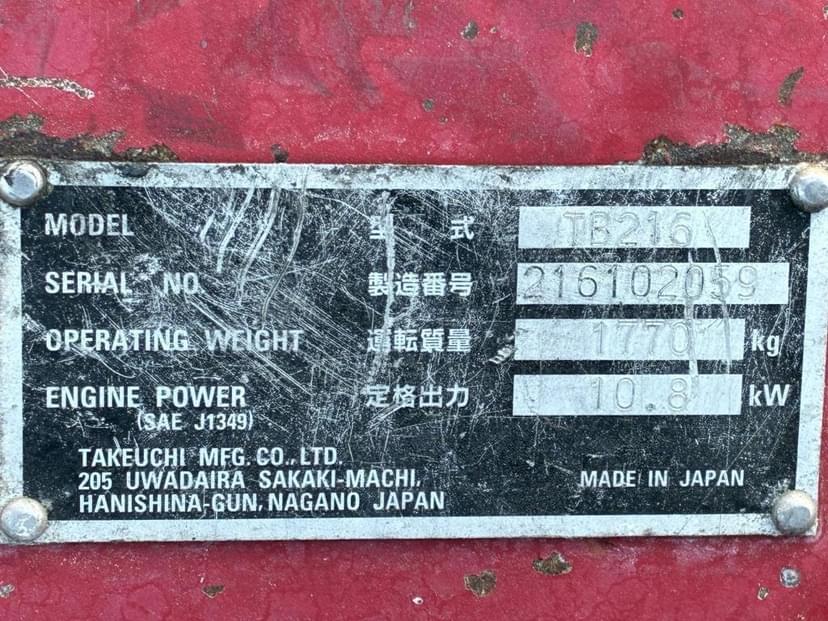 MODEL 型 式 TB216
SERIAL NO. 製造番号 216102059
OPERATING WEIGHT 運転質量 1770 kg
ENGINE POWER 定格出力 10.8 kW
(SAE J1349)
TAKEUCHI MFG. CO., LTD.
205 UWADAIRA SAKAKI-MACHI, MADE IN JAPAN
HANISHINA-GUN, NAGANO JAPAN